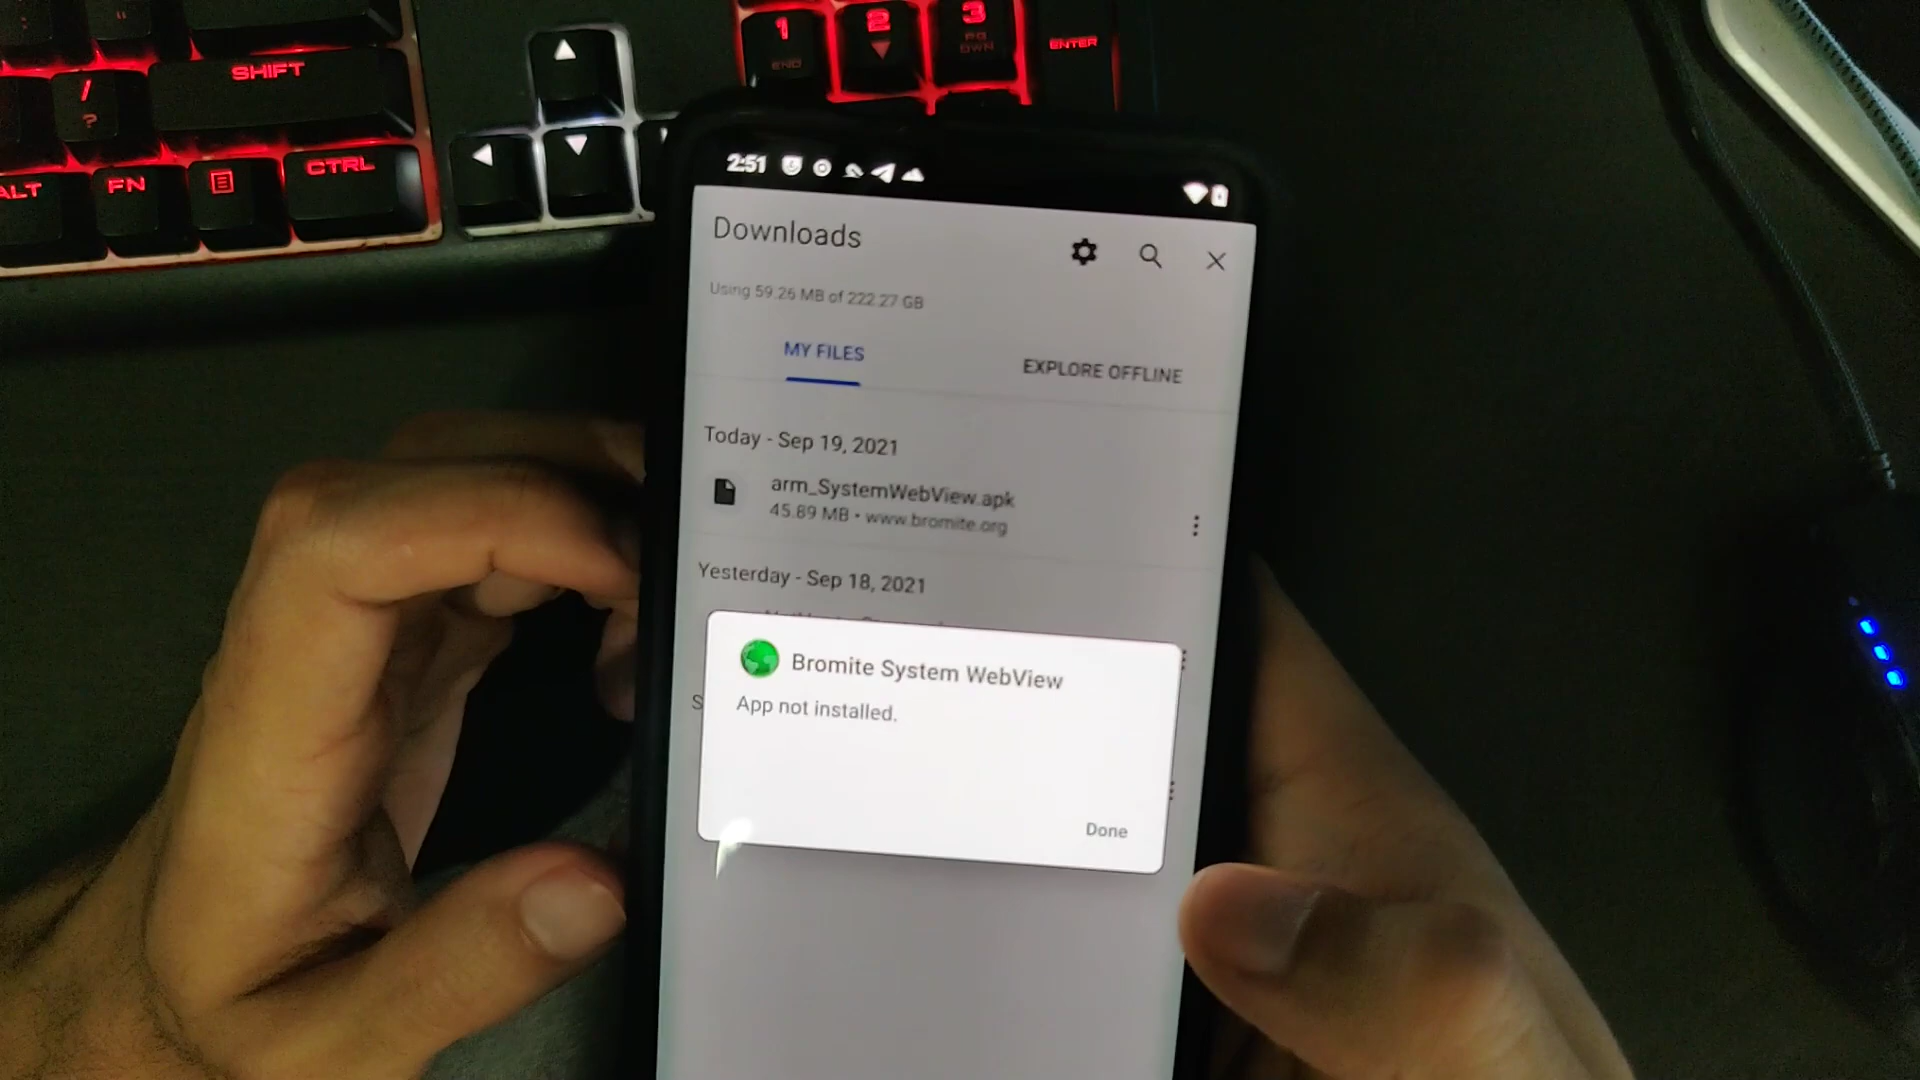 SHIFT
/
?
ALT
FN
CTRL
1
END
2
3
PG
DWN
ENTER
2:51
Downloads
Using 59.26 MB of 222.27 GB
MY FILES
EXPLORE OFFLINE
Today - Sep 19, 2021
arm_SystemWebView.apk
45.89 MB • www.bromite.org
Yesterday - Sep 18, 2021
S
Bromite System WebView
App not installed.
Done